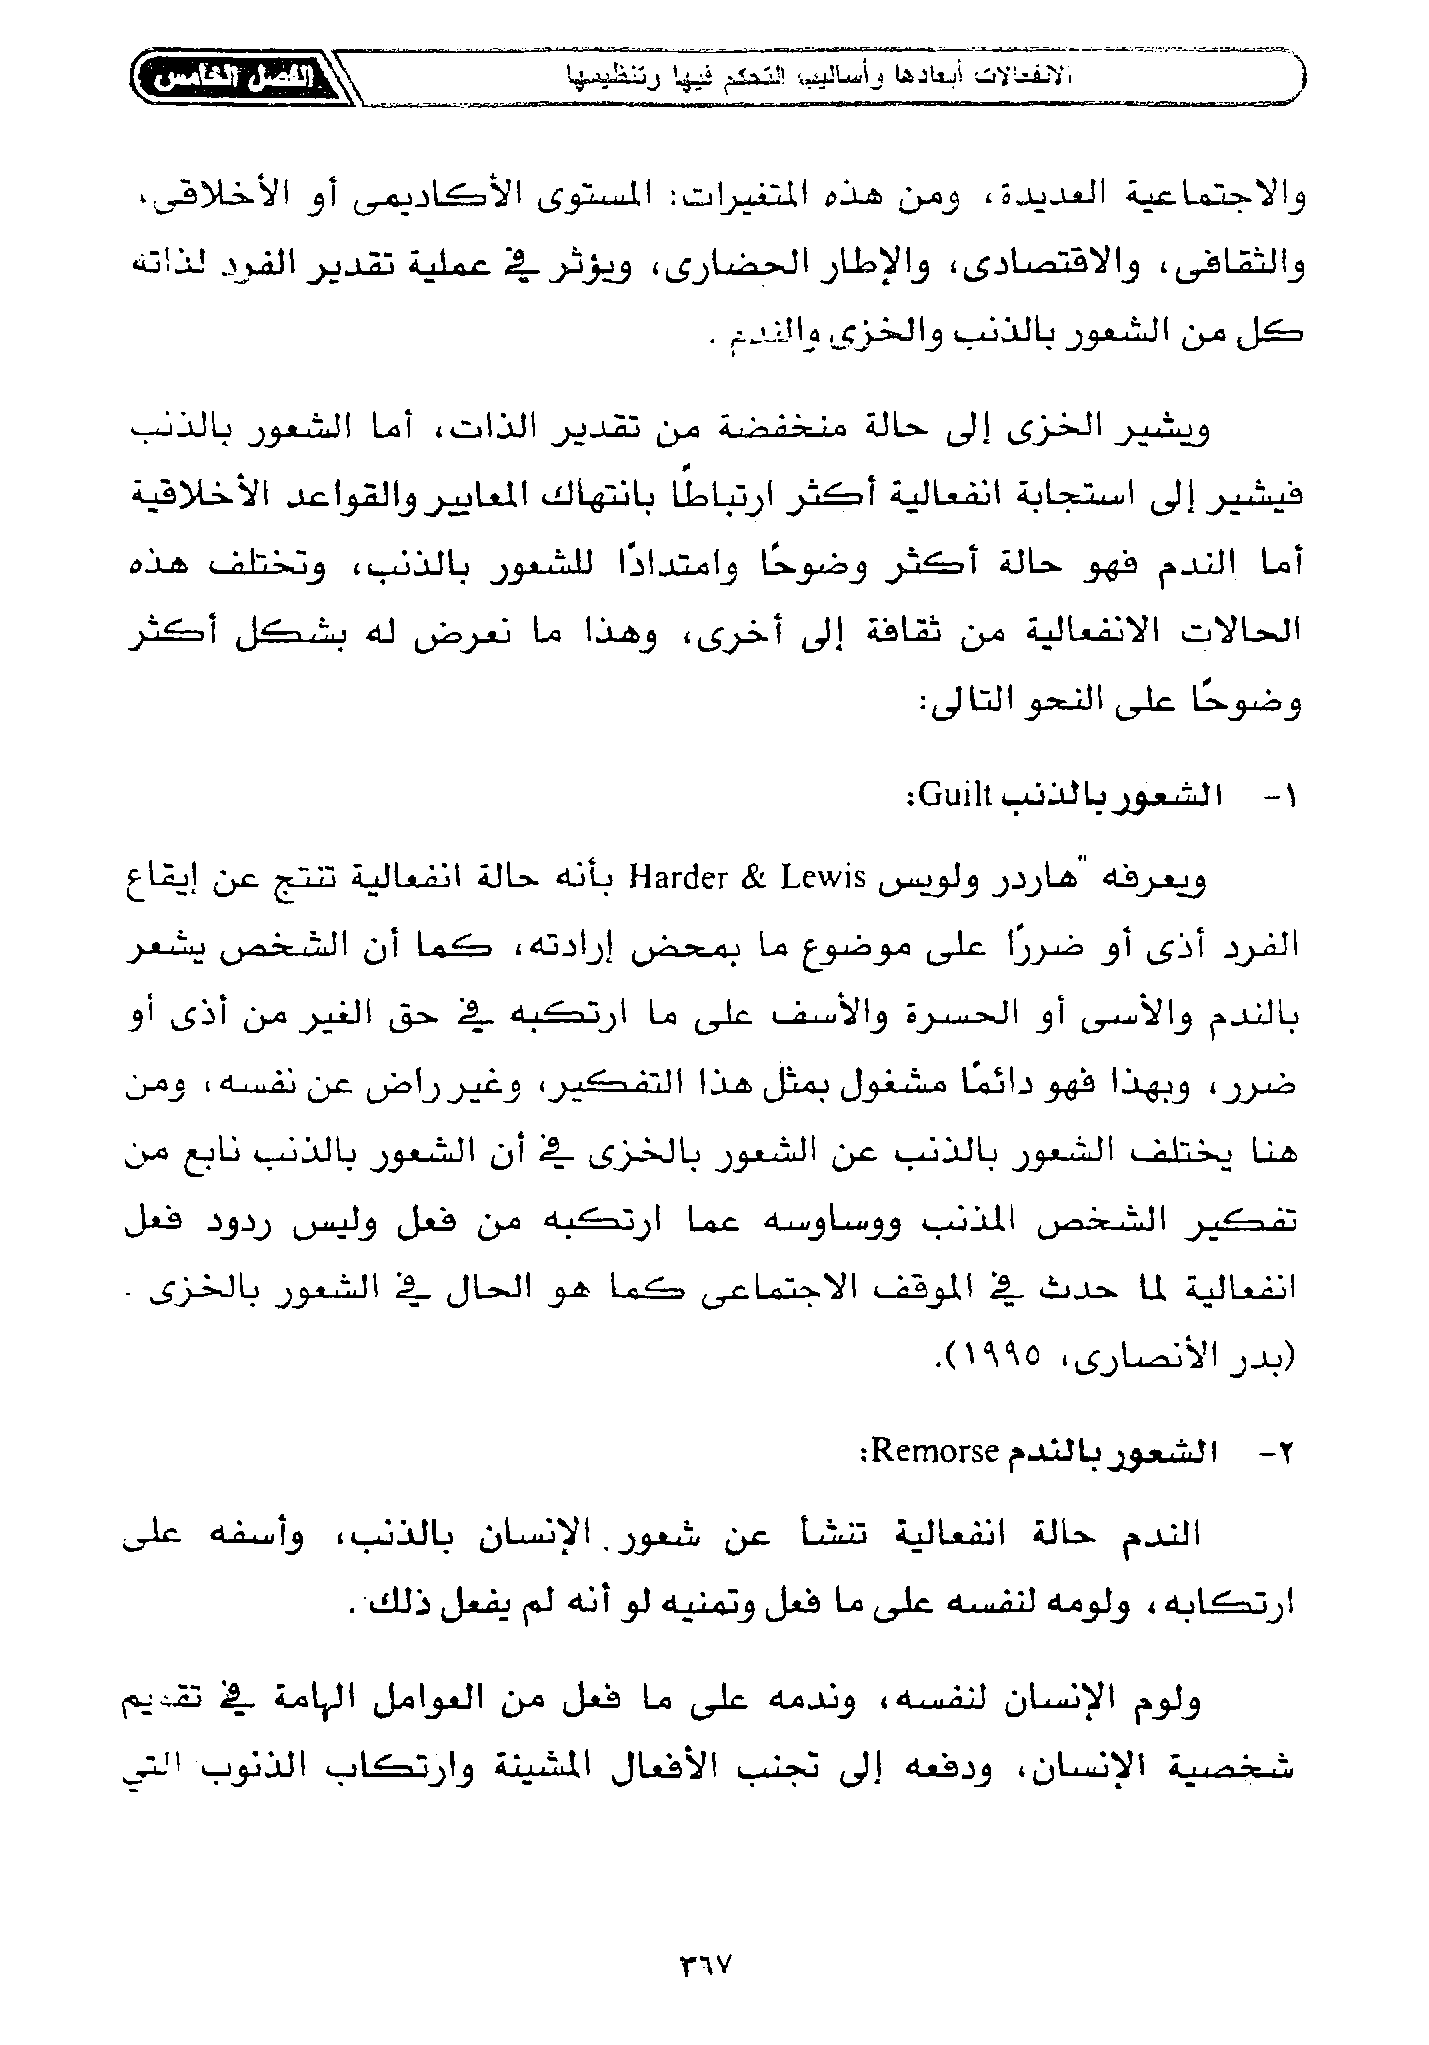 الفصل الخامس
الانفعالات أبعادها وأساليب التحكم فيها وتنظيمها
والاجتماعية العديدة، ومن هذه المتغيرات: المستوى الأكاديمى أو الأخلاقى،
والثقافى، والاقتصادى، والإطار الحضارى، ويؤثر في عملية تقدير الفرد لذاته
كل من الشعور بالذنب والخزى والندم .
ويشير الخزى إلى حالة منخفضة من تقدير الذات، أما الشعور بالذنب
فيشير إلى استجابة انفعالية أكثر ارتباطًا بانتهاك المعايير والقواعد الأخلاقية
أما الندم فهو حالة أكثر وضوحًا وامتدادًا للشعور بالذنب، وتختلف هذه
الحالات الانفعالية من ثقافة إلى أخرى، وهذا ما نعرض له بشكل أكثر
وضوحًا على النحو التالى:
١- الشعور بالذنب Guilt:
ويعرفه "هاردر ولويس Harder & Lewis بأنه حالة انفعالية تنتج عن إيقاع
الفرد أذى أو ضررًا على موضوع ما بمحض إرادته، كما أن الشخص يشعر
بالندم والأسى أو الحسرة والأسف على ما ارتكبه في حق الغير من أذى أو
ضرر، وبهذا فهو دائمًا مشغول بمثل هذا التفكير، وغير راض عن نفسه، ومن
هنا يختلف الشعور بالذنب عن الشعور بالخزى في أن الشعور بالذنب نابع من
تفكير الشخص المذنب ووساوسه عما ارتكبه من فعل وليس ردود فعل
انفعالية لما حدث في الموقف الاجتماعى كما هو الحال في الشعور بالخزى .
(بدر الأنصارى، ١٩٩٥).
٢- الشعور بالندم Remorse:
الندم حالة انفعالية تنشأ عن شعور الإنسان بالذنب، وأسفه على
ارتكابه، ولومه لنفسه على ما فعل وتمنيه لو أنه لم يفعل ذلك .
ولوم الإنسان لنفسه، وندمه على ما فعل من العوامل الهامة في تقديم
شخصية الإنسان، ودفعه إلى تجنب الأفعال المشينة وارتكاب الذنوب التي
٣٦٧